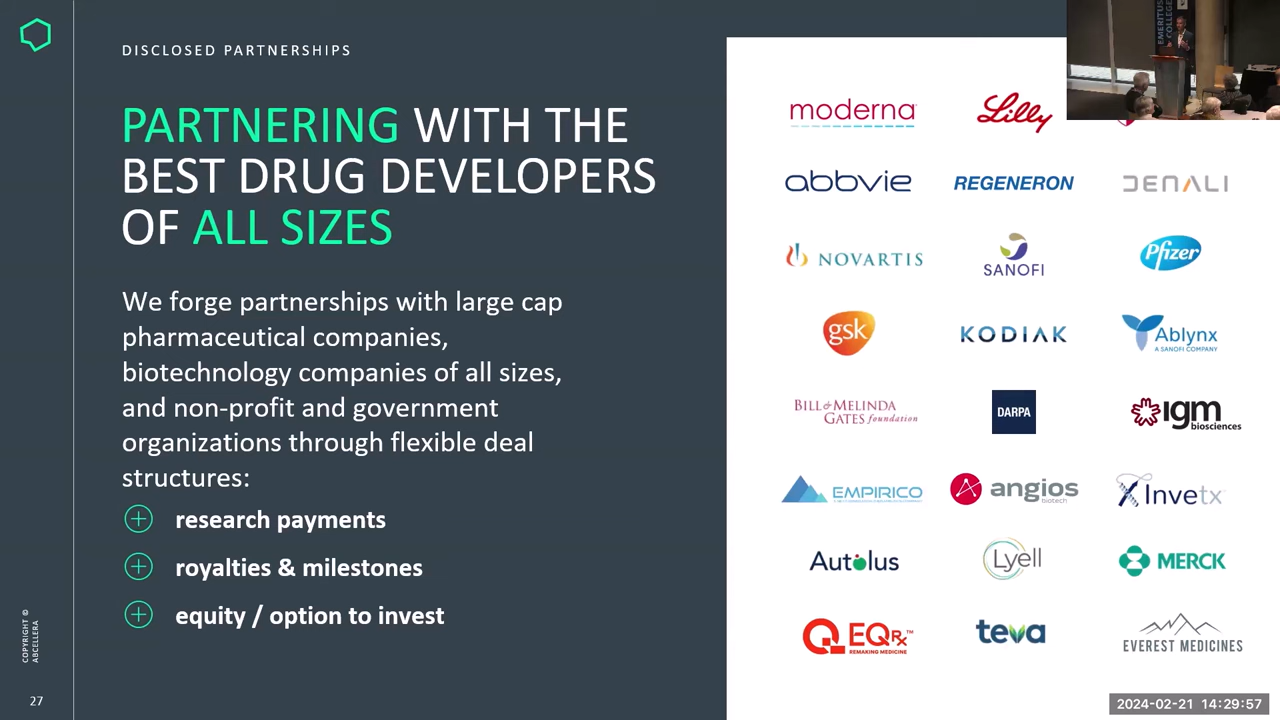 DISCLOSED PARTNERSHIPS
PARTNERING WITH THE
BEST DRUG DEVELOPERS
OF ALL SIZES
We forge partnerships with large cap
pharmaceutical companies,
biotechnology companies of all sizes,
and non-profit and government
organizations through flexible deal
structures:
research payments
royalties & milestones
equity / option to invest
COPYRIGHT ©
ABCELLERA
27
moderna
Lilly
abbvie
REGENERON
DENALI
NOVARTIS
SANOFI
Pfizer
gsk
KODIAK
Ablynx
A SANOFI COMPANY
BILL & MELINDA
GATES foundation
DARPA
igm
biosciences
EMPIRICO
angios
biotech
Invetx
Autolus
Lyell
MERCK
EQRx™
REMAKING MEDICINE
teva
EVEREST MEDICINES
EMERITUS
COLLEGE
2024-02-21 14:29:57